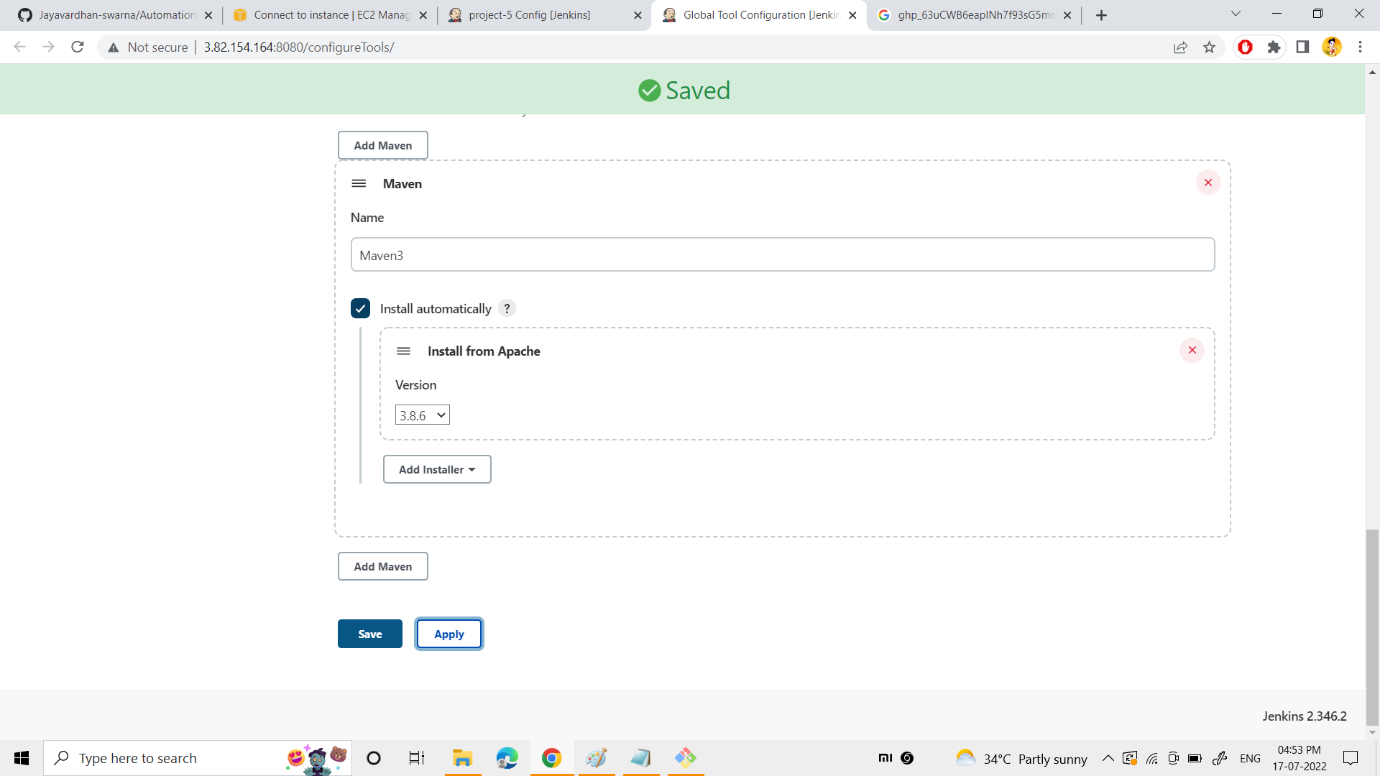 Jayavardhan-swarna/Automation
Connect to instance | EC2 Manag
project-5 Config [Jenkins]
Global Tool Configuration [Jenkin
Not secure
3.82.154.164:8080/configureTools/
Saved
Add Maven
Maven
Name
Maven3
Install automatically ?
Install from Apache
Version
3.8.6
Add Installer
Add Maven
Save
Apply
Jenkins 2.346.2
Type here to search
34°C Partly sunny
ENG
04:53 PM
17-07-2022